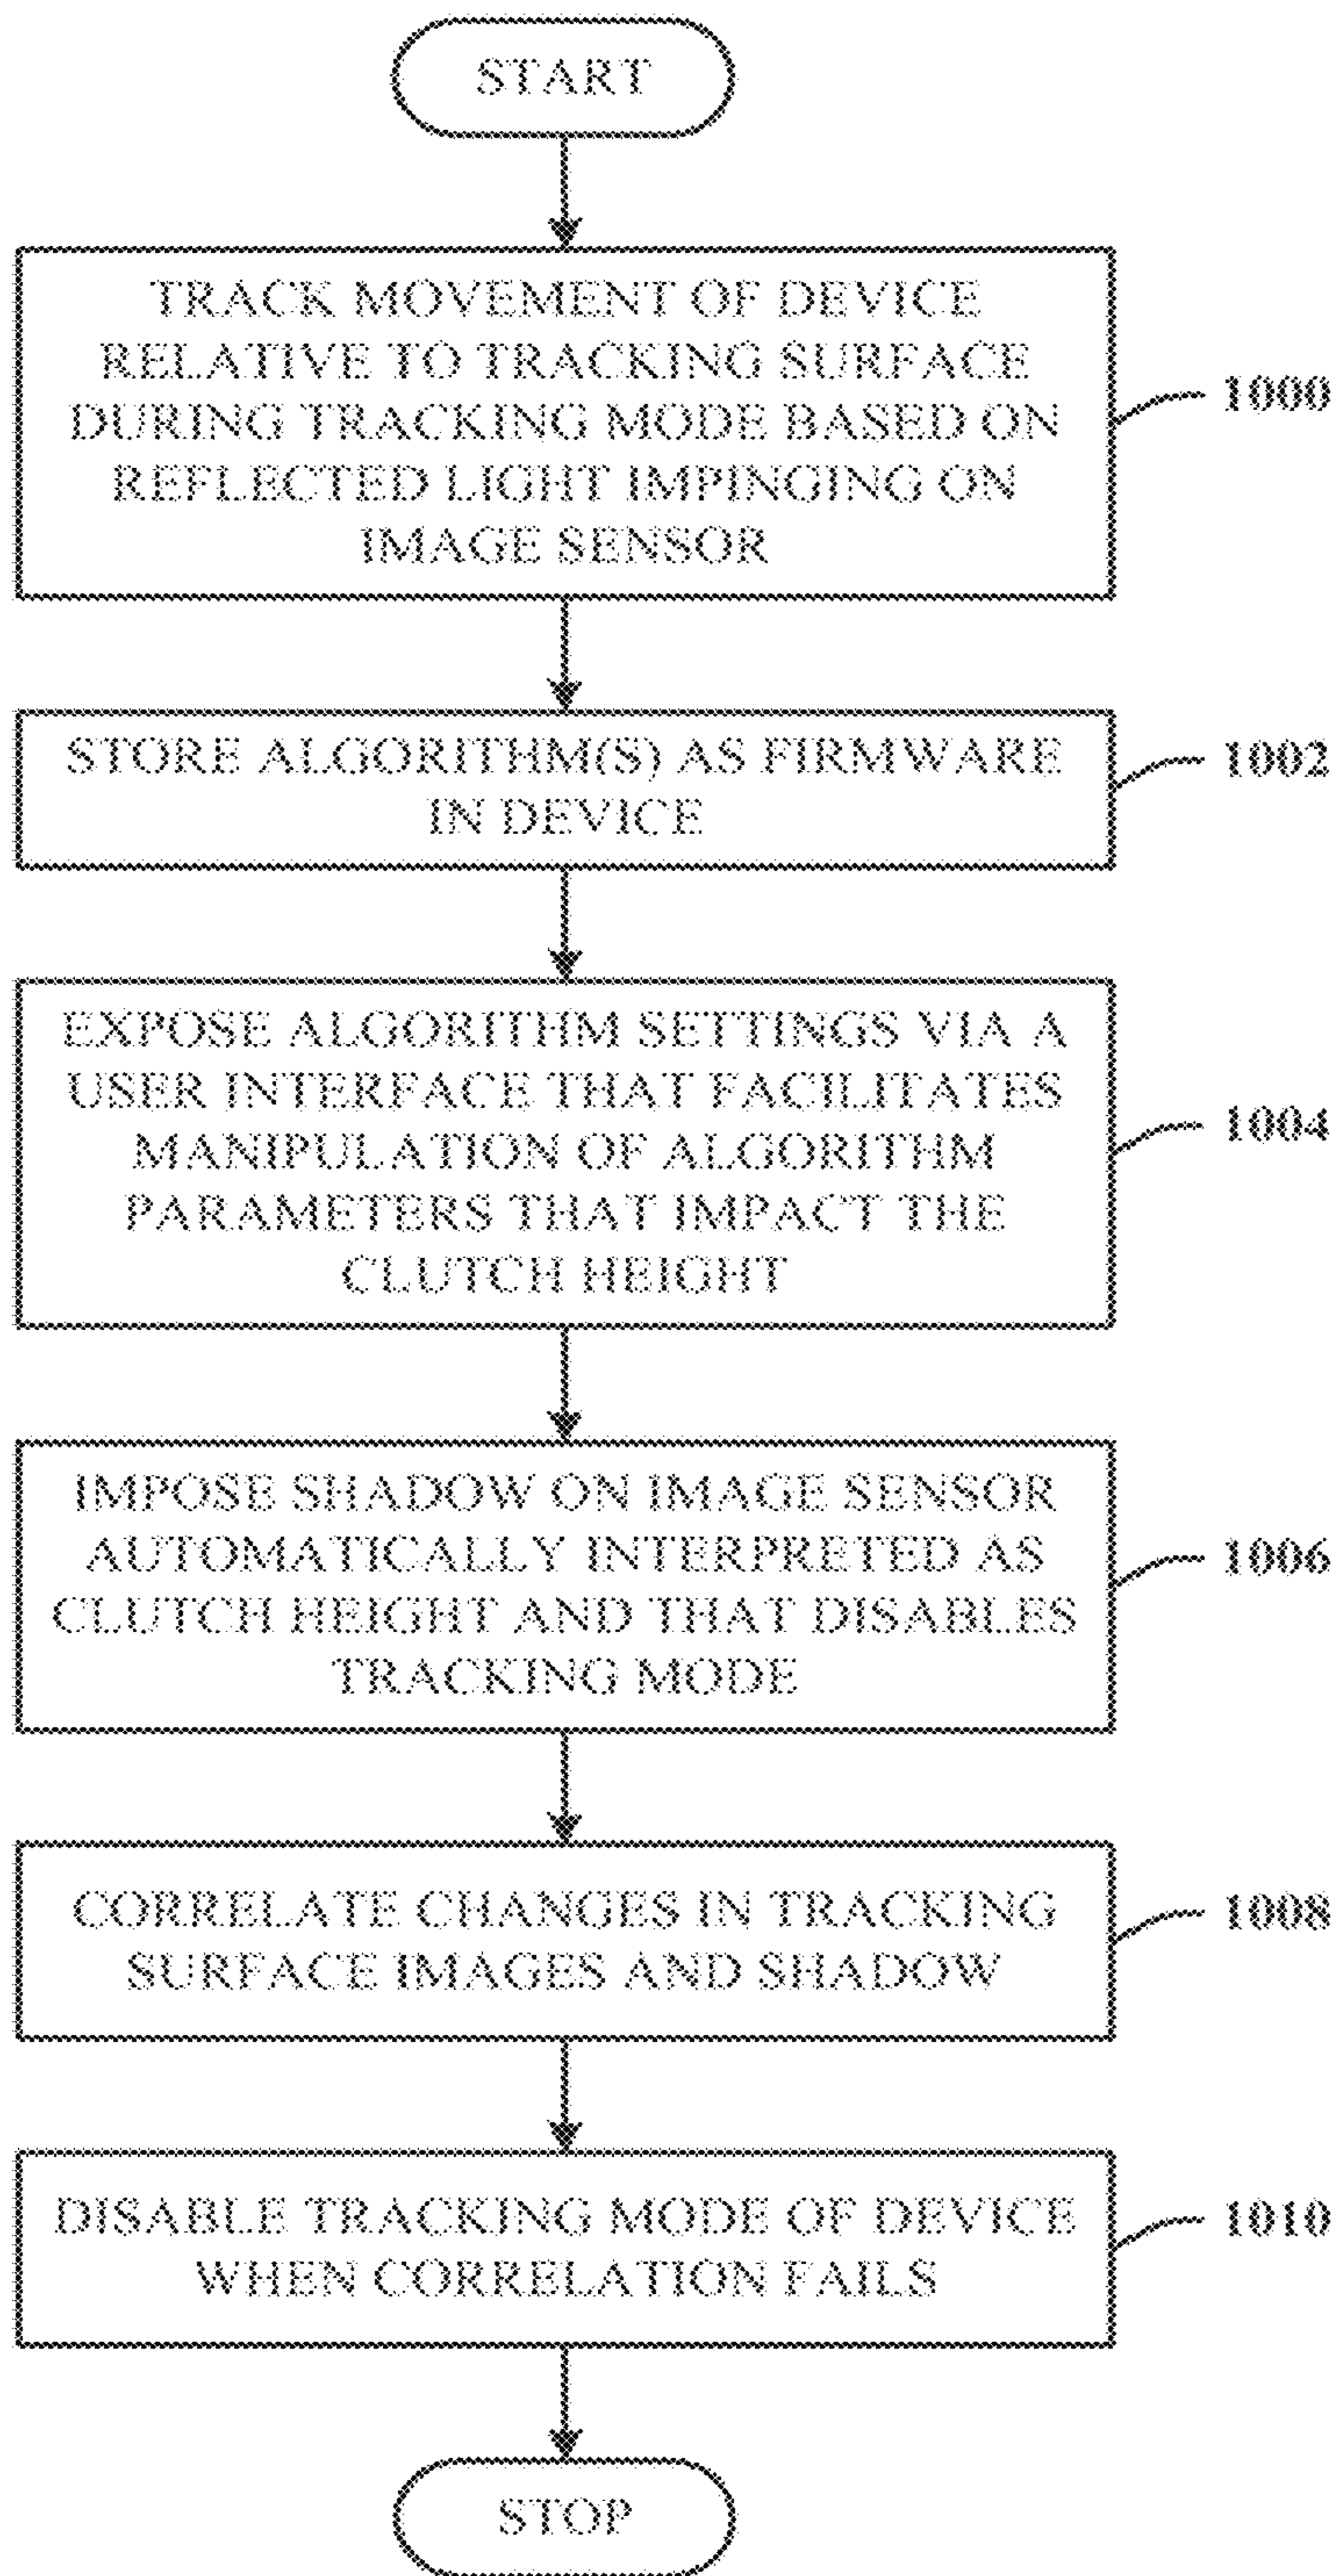 START
TRACK MOVEMENT OF DEVICE
RELATIVE TO TRACKING SURFACE
DURING TRACKING MODE BASED ON
REFLECTED LIGHT IMPINGING ON
IMAGE SENSOR
1000
STORE ALGORITHM(S) AS FIRMWARE
IN DEVICE
1002
EXPOSE ALGORITHM SETTINGS VIA A
USER INTERFACE THAT FACILITATES
MANIPULATION OF ALGORITHM
PARAMETERS THAT IMPACT THE
CLUTCH HEIGHT
1004
IMPOSE SHADOW ON IMAGE SENSOR
AUTOMATICALLY INTERPRETED AS
CLUTCH HEIGHT AND THAT DISABLES
TRACKING MODE
1006
CORRELATE CHANGES IN TRACKING
SURFACE IMAGES AND SHADOW
1008
DISABLE TRACKING MODE OF DEVICE
WHEN CORRELATION FAILS
1010
STOP